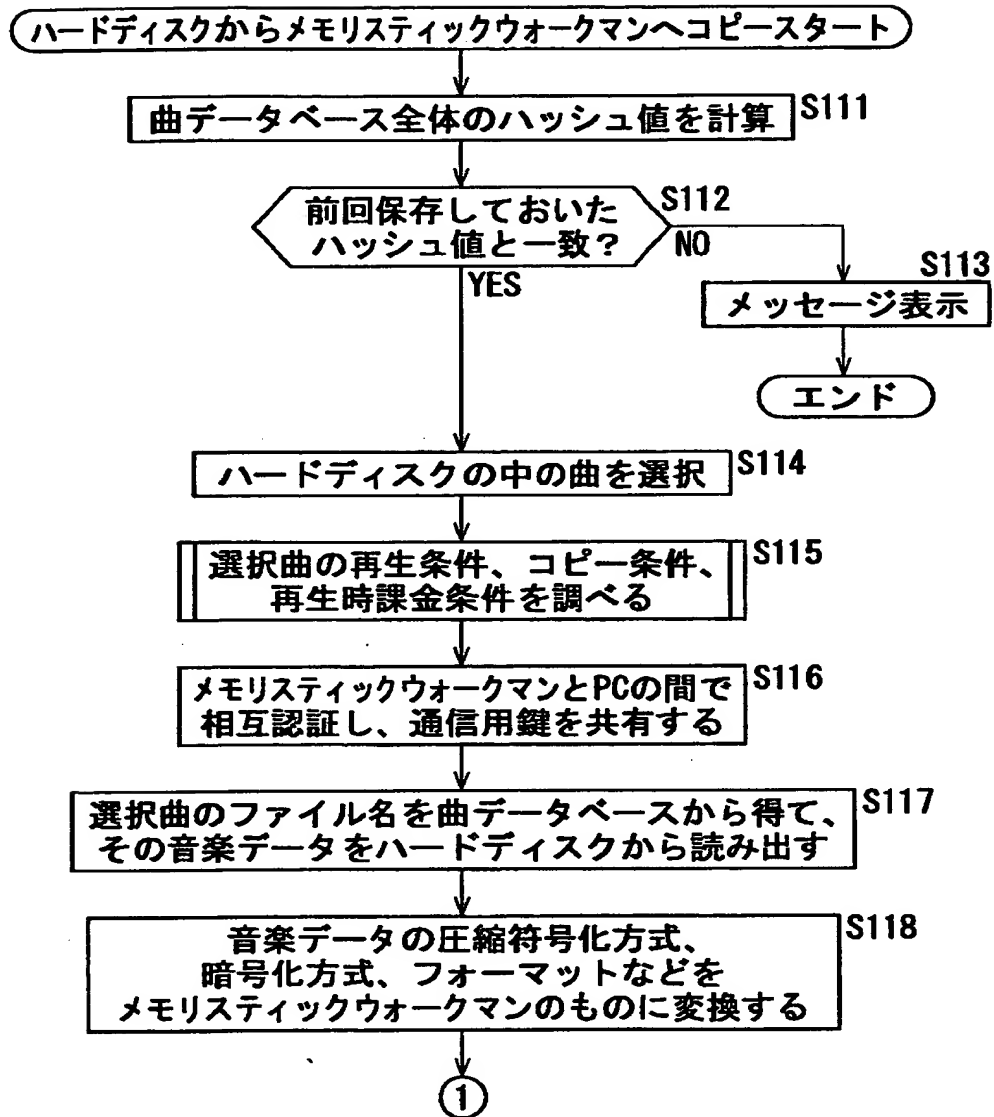 ハードディスクからメモリスティックウォークマンへコピースタート
曲データベース全体のハッシュ値を計算
S111
前回保存しておいた
ハッシュ値と一致?
S112
NO
YES
S113
メッセージ表示
エンド
ハードディスクの中の曲を選択
S114
選択曲の再生条件、コピー条件、
再生時課金条件を調べる
S115
メモリスティックウォークマンとPCの間で
相互認証し、通信用鍵を共有する
S116
選択曲のファイル名を曲データベースから得て、
その音楽データをハードディスクから読み出す
S117
音楽データの圧縮符号化方式、
暗号化方式、フォーマットなどを
メモリスティックウォークマンのものに変換する
S118
1